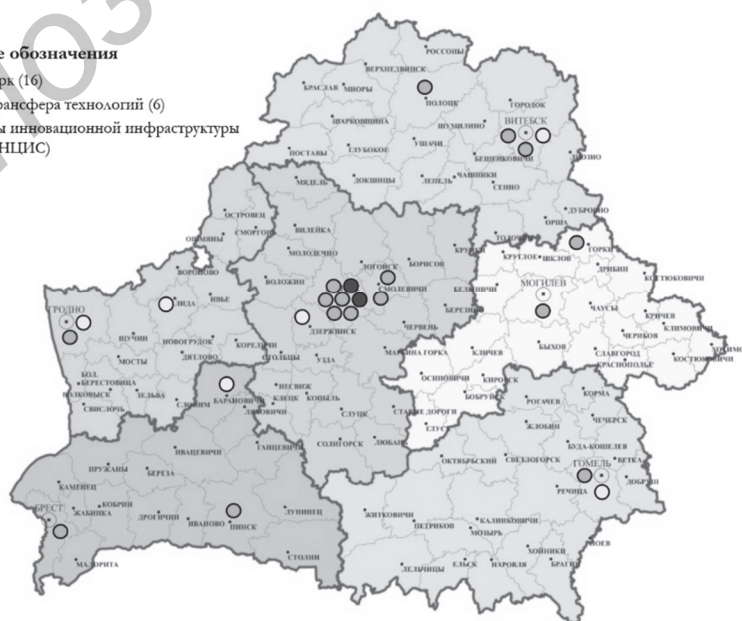 е обозначения
рк (16)
рансфера технологий (6)
ы инновационной инфраструктуры
НЦИС)
РОССОНЫ
ВЕРХНЕДВИНСК
БРАСЛАВ
МИОРЫ
ПОЛОЦК
ГОРОДОК
ШАРКОВЩИНА
ШУМИЛИНО
ВИТЕБСК
ПОСТАВЫ
ГЛУБОКОЕ
УШАЧИ
БЕШЕНКОВИЧИ
МЯДЕЛЬ
ДОКШИЦЫ
ЛЕПЕЛЬ
ЧАШНИКИ
СЕННО
ОСТРОВЕЦ
ДУБРОВНО
ОРША
СМОРГОН
ВИЛЕЙКА
ОШМЯНЫ
МОЛОДЕЧНО
ТОЛОЧИН
ГОРКИ
КРУГЛОЕ
ШКЛОВ
ЛОГОЙСК
БОРИСОВ
ДРИБИН
ВОРОНОВО
ВОЛОЖИН
СМОЛЕВИЧИ
МОГИЛЕВ
ГРОДНО
ЛИДА
ИВЬЕ
ЧАУСЫ
КРИЧЕВ
ДЗЕРЖИНСК
ЧЕРВЕНЬ
ЧЕРИКОВ
КЛИМОВИЧИ
ЩУЧИН
НОВОГРУДОК
КОРЕЛИЧИ
БЫХОВ
МОСТЫ
ДЯТЛОВО
СТОЛБЦЫ
УЗДА
МАРЬИНА ГОРКА
КЛИЧЕВ
СЛАВГОРОД
КРАСНОПОЛЬЕ
КОСТЮКОВИЧИ
БОЛ.
БЕРЕСТОВИЦА
ОСИПОВИЧИ
КИРОВСК
ЗЕЛЬВА
НЕСВИЖ
КЛЕЦК
КОПЫЛЬ
КОРМА
СВИСЛОЧЬ
СЛОНИМ
БАРАНОВИЧИ
ЛЯХОВИЧИ
СЛУЦК
СТАРЫЕ ДОРОГИ
БОБРУЙСК
РОГАЧЕВ
ЧЕЧЕРСК
ЖЛОБИН
ИВАЦЕВИЧИ
ГАНЦЕВИЧИ
СОЛИГОРСК
ЛЮБАН
БУДА-КОШЕЛЕВ
ПРУЖАНЫ
БЕРЕЗА
ОКТЯБРЬСКИЙ
СВЕТЛОГОРСК
ГОМЕЛЬ
ВЕТКА
КАМЕНЕЦ
ДОБРУШ
БРЕСТ
ЖАБИНКА
КОБРИН
ДРОГИЧИН
ИВАНОВО
ПИНСК
ЛУНИНЕЦ
РЕЧИЦА
ЖИТКОВИЧИ
ПЕТРИКОВ
КАЛИНКОВИЧИ
МОЗЫРЬ
МАЛОРИТА
СТОЛИН
ХОЙНИКИ
ЛЕЛЬЧИЦЫ
ЕЛЬСК
НАРОВЛЯ
БРАГИН